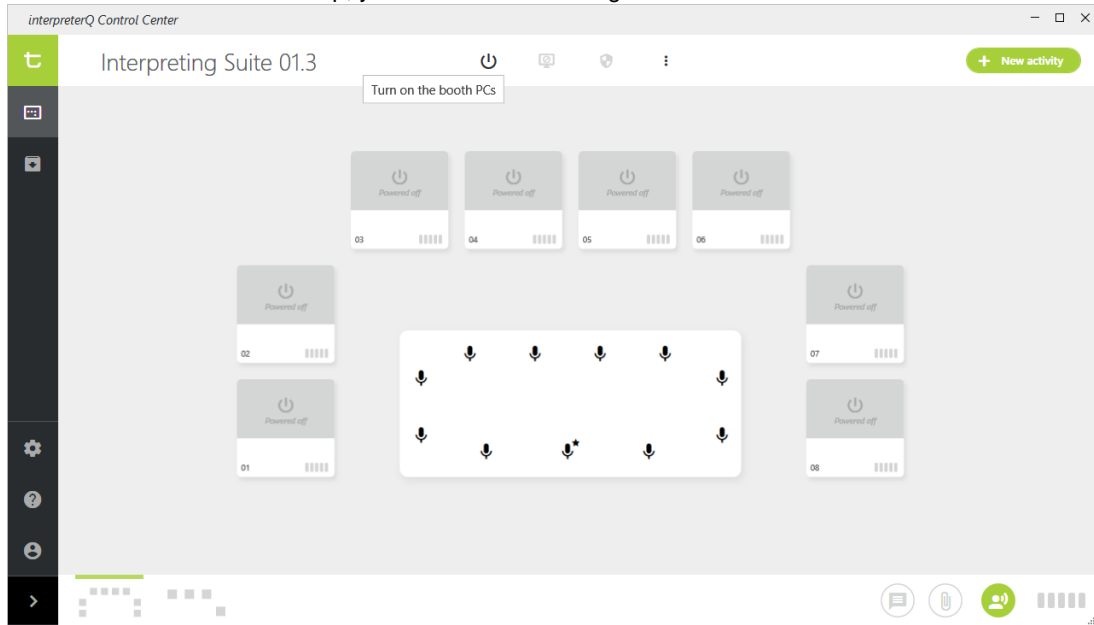 interpreterQ Control Center
Interpreting Suite 01.3
New activity
Turn on the booth PCs
Powered off
Powered off
Powered off
Powered off
03
04
05
06
Powered off
Powered off
02
07
Powered off
Powered off
01
08